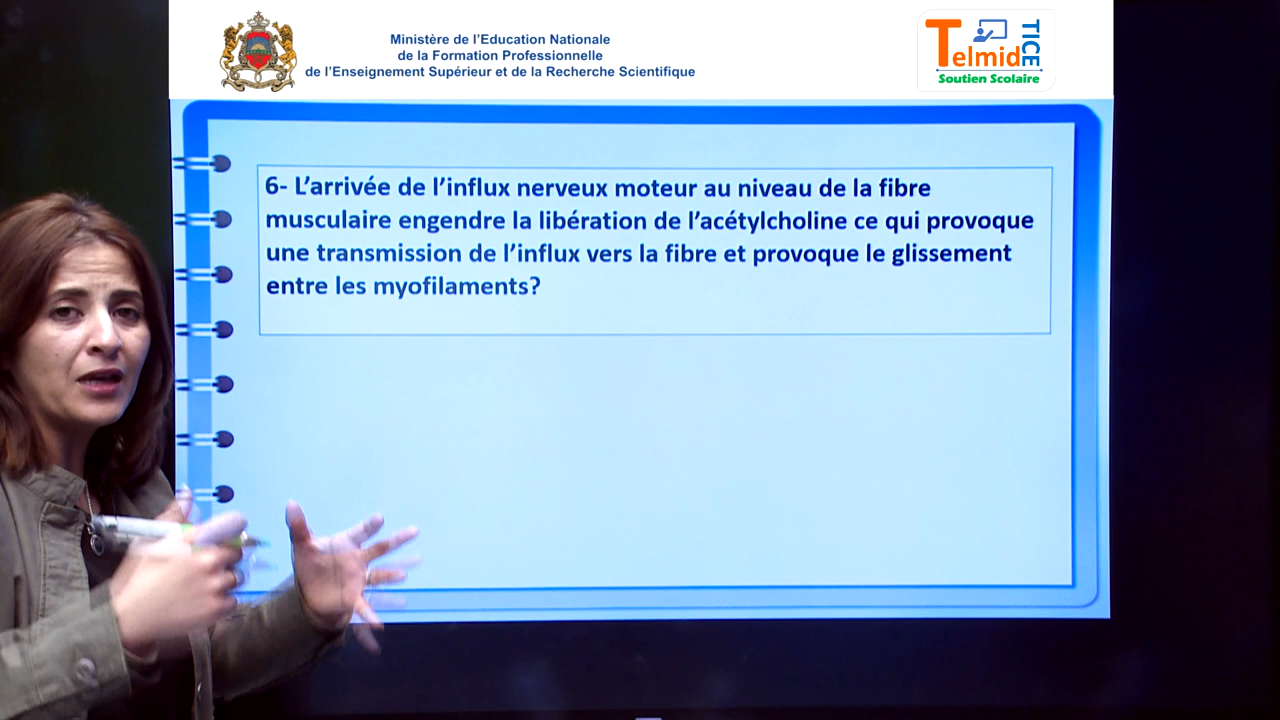 Ministère de l'Education Nationale
de la Formation Professionnelle
de l'Enseignement Supérieur et de la Recherche Scientifique
Telmid TICE
Soutien Scolaire
6- L'arrivée de l'influx nerveux moteur au niveau de la fibre
musculaire engendre la libération de l'acétylcholine ce qui provoque
une transmission de l'influx vers la fibre et provoque le glissement
entre les myofilaments?